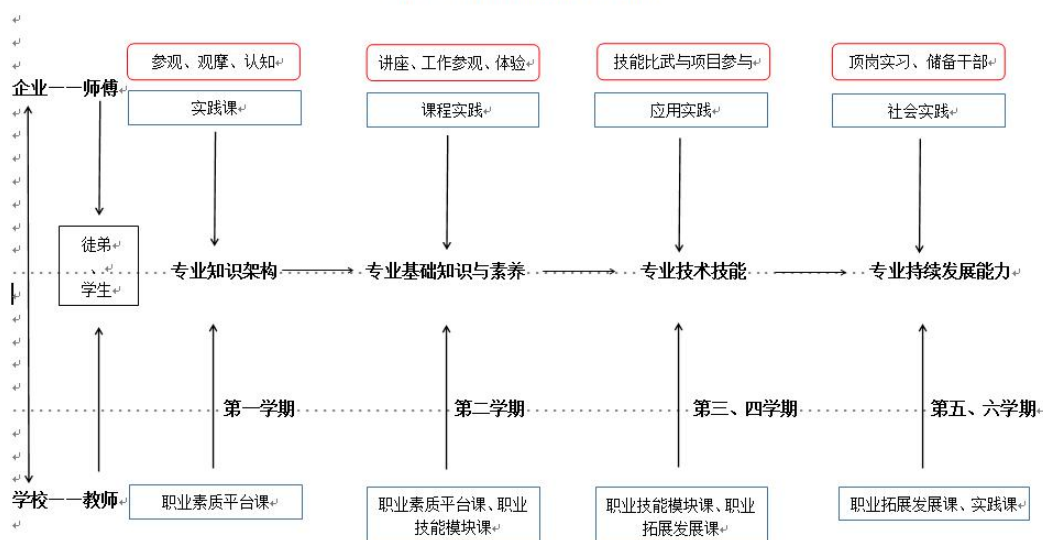 参观、观摩、认知
讲座、工作参观、体验
技能比武与项目参与
顶岗实习、储备干部
企业——师傅
实践课
课程实践
应用实践
社会实践
徒弟
、
学生
专业知识架构
专业基础知识与素养
专业技术技能
专业持续发展能力
第一学期
第二学期
第三、四学期
第五、六学期
学校——教师
职业素质平台课
职业素质平台课、职业
技能模块课
职业技能模块课、职业
拓展发展课
职业拓展发展课、实践课